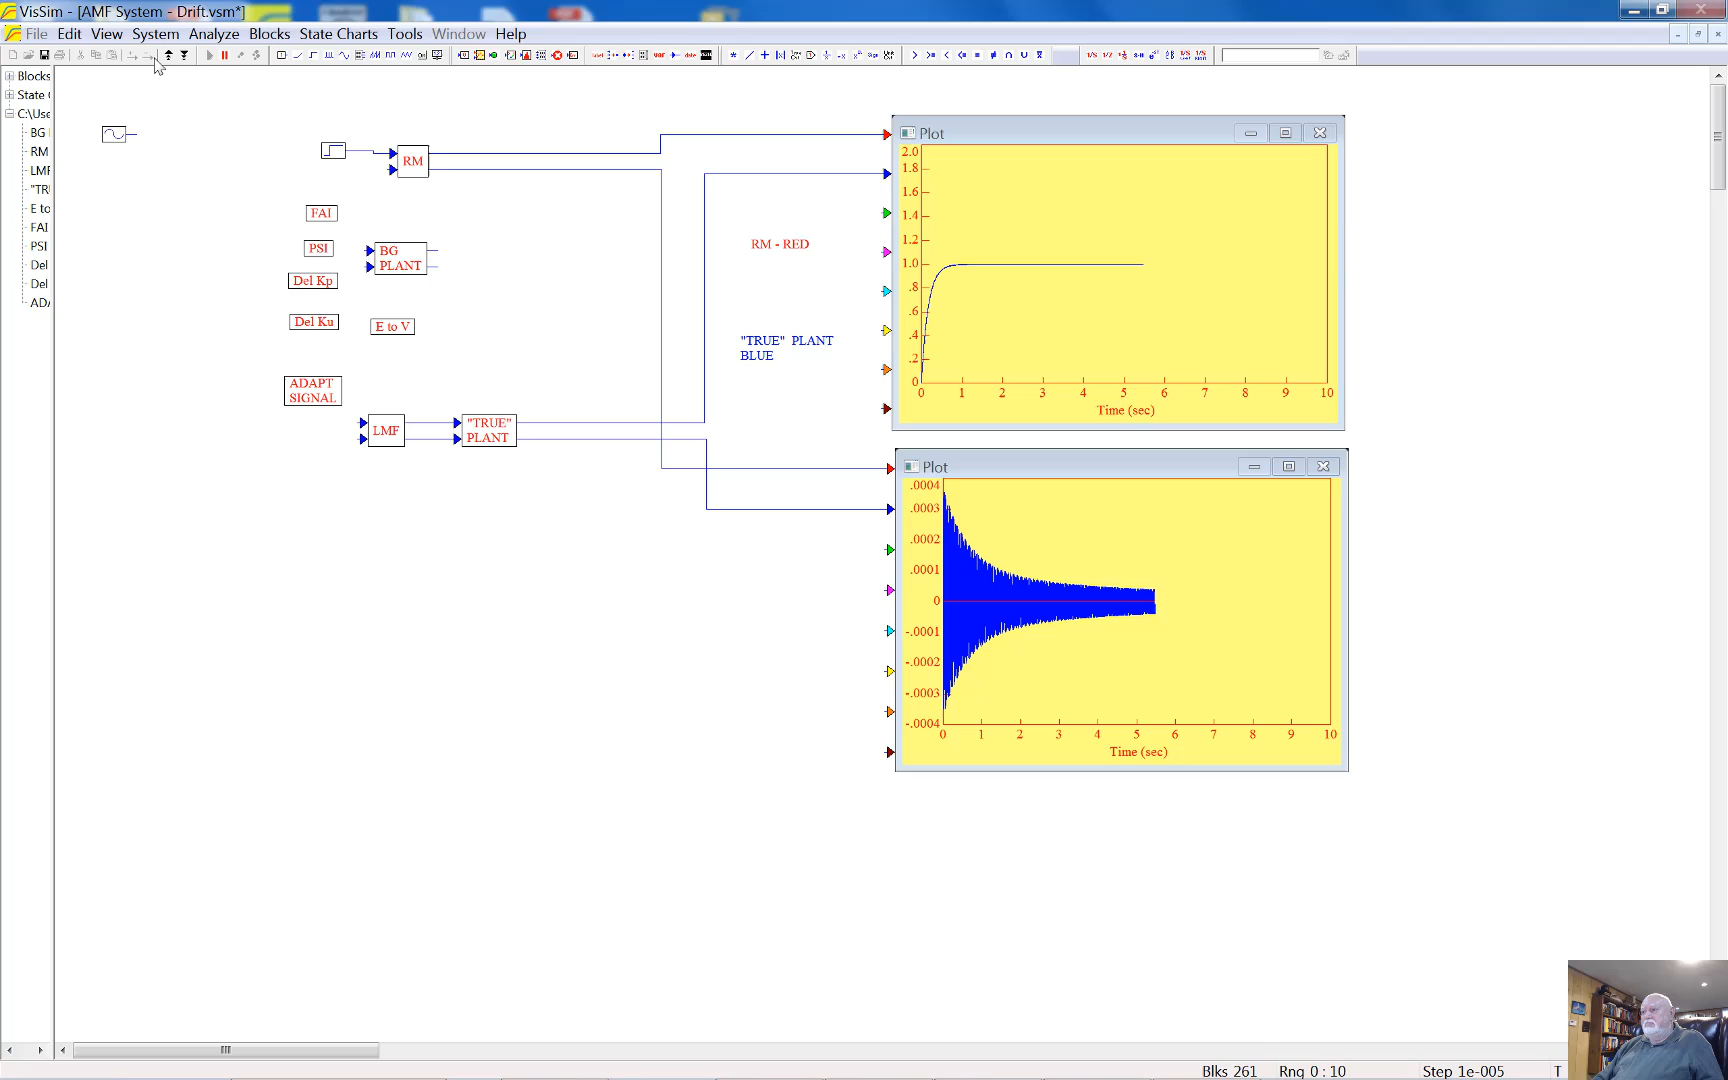 VisSim - [AMF System - Drift.vsm*]
File Edit View System Analyze Blocks State Charts Tools Window Help
Blocks
State
C:\Use
BG
RM
LMF
"TR
E to
FAI
PSI
Del
Del
ADA
RM
FAI
PSI
BG
PLANT
Del Kp
Del Ku
E to V
ADAPT
SIGNAL
LMF
"TRUE"
PLANT
RM - RED
"TRUE" PLANT
BLUE
Plot
2.0
1.8
1.6
1.4
1.2
1.0
.8
.6
.4
.2
0
0 1 2 3 4 5 6 7 8 9 10
Time (sec)
Plot
.0004
.0003
.0002
.0001
0
-.0001
-.0002
-.0003
-.0004
0 1 2 3 4 5 6 7 8 9 10
Time (sec)
Blks 261 Rng 0 : 10 Step 1e-005 T